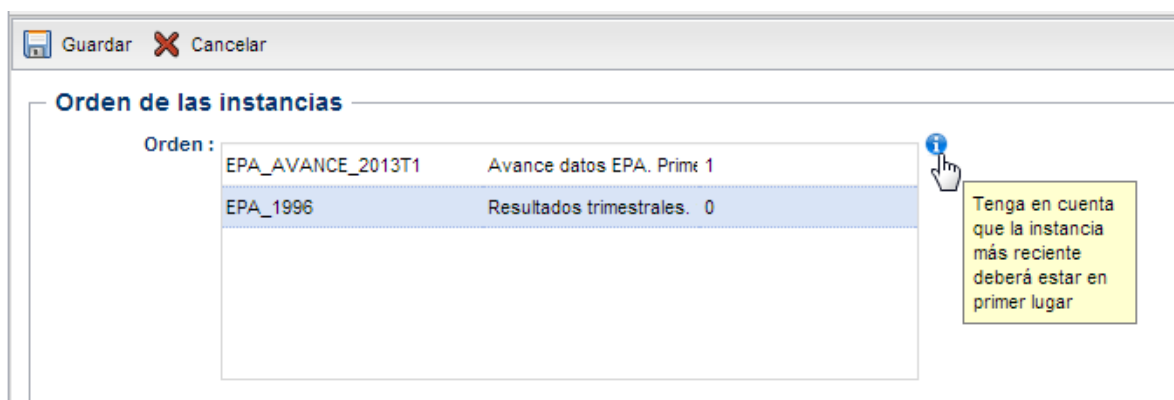 Guardar Cancelar
Orden de las instancias
Orden :
EPA_AVANCE_2013T1 Avance datos EPA. Prime 1
EPA_1996 Resultados trimestrales. 0
Tenga en cuenta
que la instancia
más reciente
deberá estar en
primer lugar